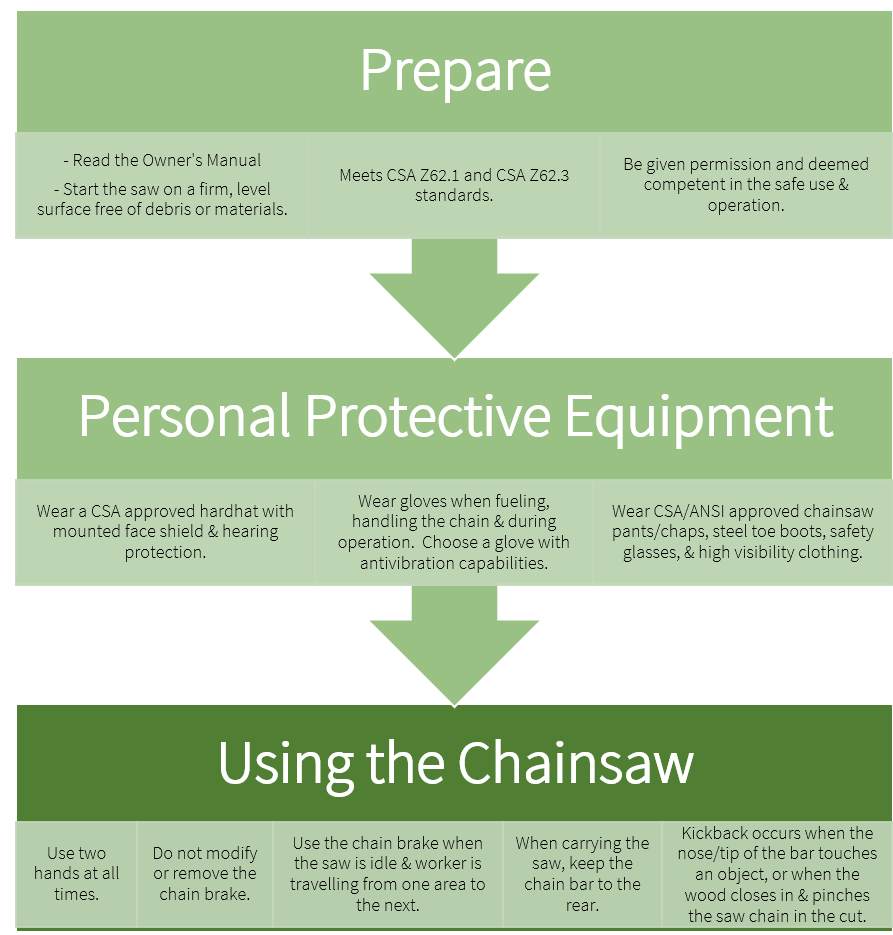 Prepare
- Read the Owner's Manual
- Start the saw on a firm, level
surface free of debris or materials.
Meets CSA Z62.1 and CSA Z62.3
standards.
Be given permission and deemed
competent in the safe use &
operation.
Personal Protective Equipment
Wear a CSA approved hardhat with
mounted face shield & hearing
protection.
Wear gloves when fueling,
handling the chain & during
operation.  Choose a glove with
antivibration capabilities.
Wear CSA/ANSI approved chainsaw
pants/chaps, steel toe boots, safety
glasses, & high visibility clothing.
Using the Chainsaw
Use two
hands at all
times.
Do not modify
or remove the
chain brake.
Use the chain brake when
the saw is idle & worker is
travelling from one area to
the next.
When carrying the
saw, keep the
chain bar to the
rear.
Kickback occurs when the
nose/tip of the bar touches
an object, or when the
wood closes in & pinches
the saw chain in the cut.